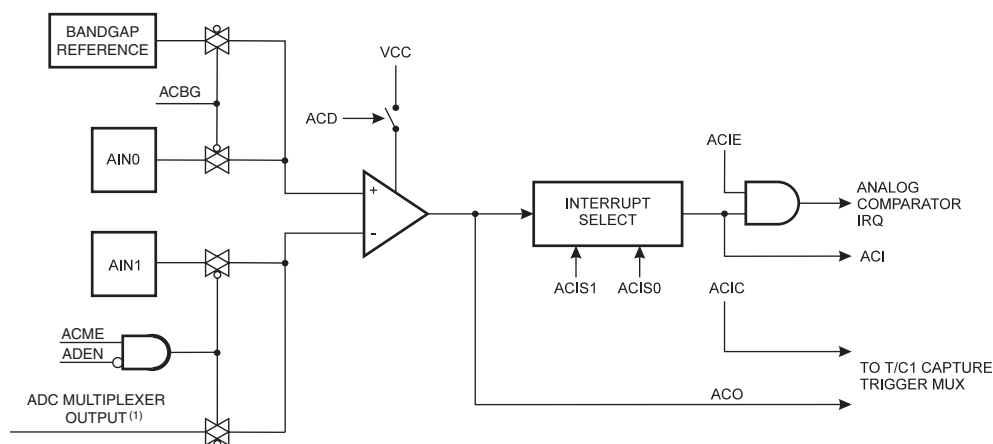 BANDGAP
REFERENCE
VCC
ACBG
ACD
AIN0
ACIE
+
INTERRUPT
SELECT
ANALOG
COMPARATOR
IRQ
-
AIN1
ACI
ACIS1
ACIS0
ACIC
ACME
ADEN
TO T/C1 CAPTURE
TRIGGER MUX
ACO
ADC MULTIPLEXER
OUTPUT (1)